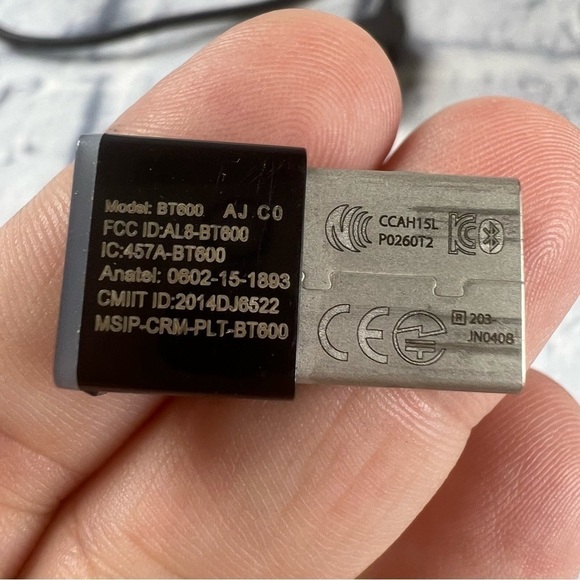 Model: BT600 AJ C0
FCC ID:AL8-BT600
IC:457A-BT600
Anatel: 0602-15-1893
CMIIT ID:2014DJ6522
MSIP-CRM-PLT-BT600
CCAH15L
P0260T2
CE
R 203-
JN0408